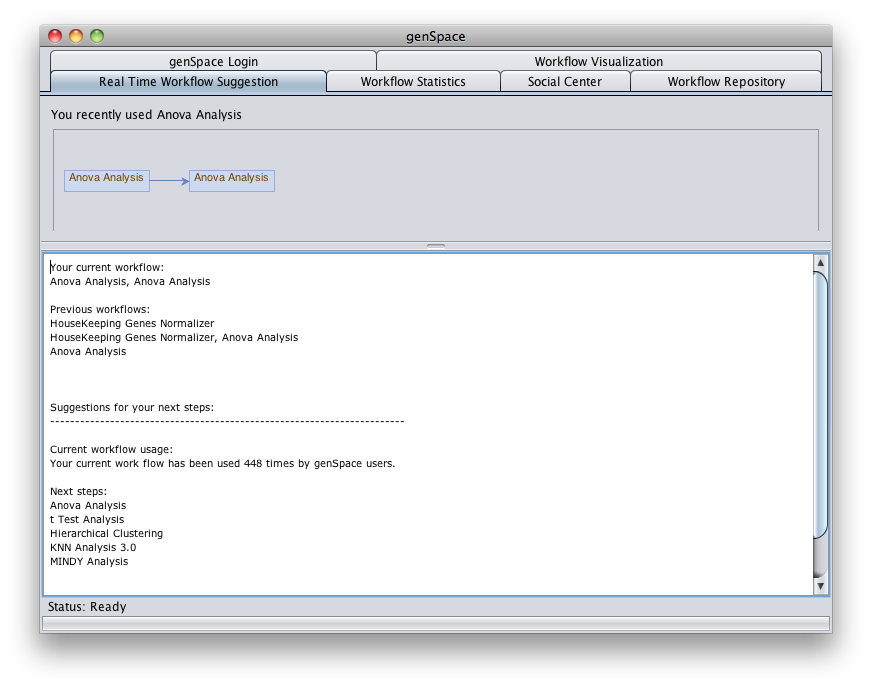 genSpace
genSpace Login
Workflow Visualization
Real Time Workflow Suggestion
Workflow Statistics
Social Center
Workflow Repository
You recently used Anova Analysis
Anova Analysis
Anova Analysis
Your current workflow:
Anova Analysis, Anova Analysis
Previous workflows:
HouseKeeping Genes Normalizer
HouseKeeping Genes Normalizer, Anova Analysis
Anova Analysis
Suggestions for your next steps:
-----------------------------------------------------------------------
Current workflow usage:
Your current work flow has been used 448 times by genSpace users.
Next steps:
Anova Analysis
t Test Analysis
Hierarchical Clustering
KNN Analysis 3.0
MINDY Analysis
Status: Ready